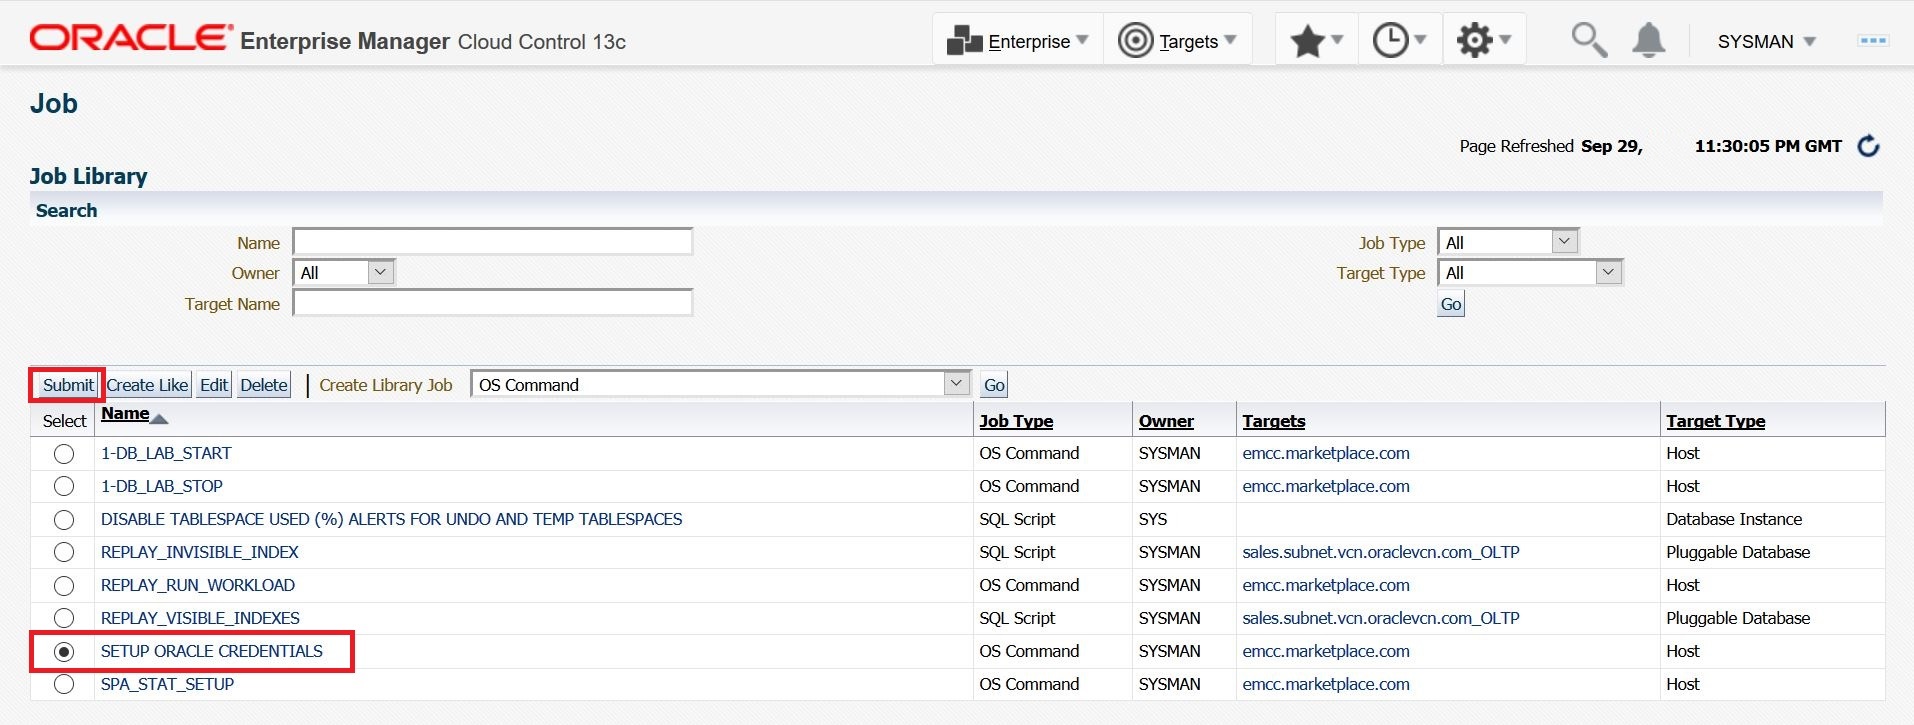 ORACLE Enterprise Manager Cloud Control 13c Enterprise Targets SYSMAN
Job
Page Refreshed Sep 29, 11:30:05 PM GMT
Job Library
Search
Name Job Type All
Owner All Target Type All
Target Name Go
Submit Create Like Edit Delete | Create Library Job OS Command Go
Select Name Job Type Owner Targets Target Type
1-DB_LAB_START OS Command SYSMAN emcc.marketplace.com Host
1-DB_LAB_STOP OS Command SYSMAN emcc.marketplace.com Host
DISABLE TABLESPACE USED (%) ALERTS FOR UNDO AND TEMP TABLESPACES SQL Script SYS Database Instance
REPLAY_INVISIBLE_INDEX SQL Script SYSMAN sales.subnet.vcn.oraclevcn.com_OLTP Pluggable Database
REPLAY_RUN_WORKLOAD OS Command SYSMAN emcc.marketplace.com Host
REPLAY_VISIBLE_INDEXES SQL Script SYSMAN sales.subnet.vcn.oraclevcn.com_OLTP Pluggable Database
SETUP ORACLE CREDENTIALS OS Command SYSMAN emcc.marketplace.com Host
SPA_STAT_SETUP OS Command SYSMAN emcc.marketplace.com Host